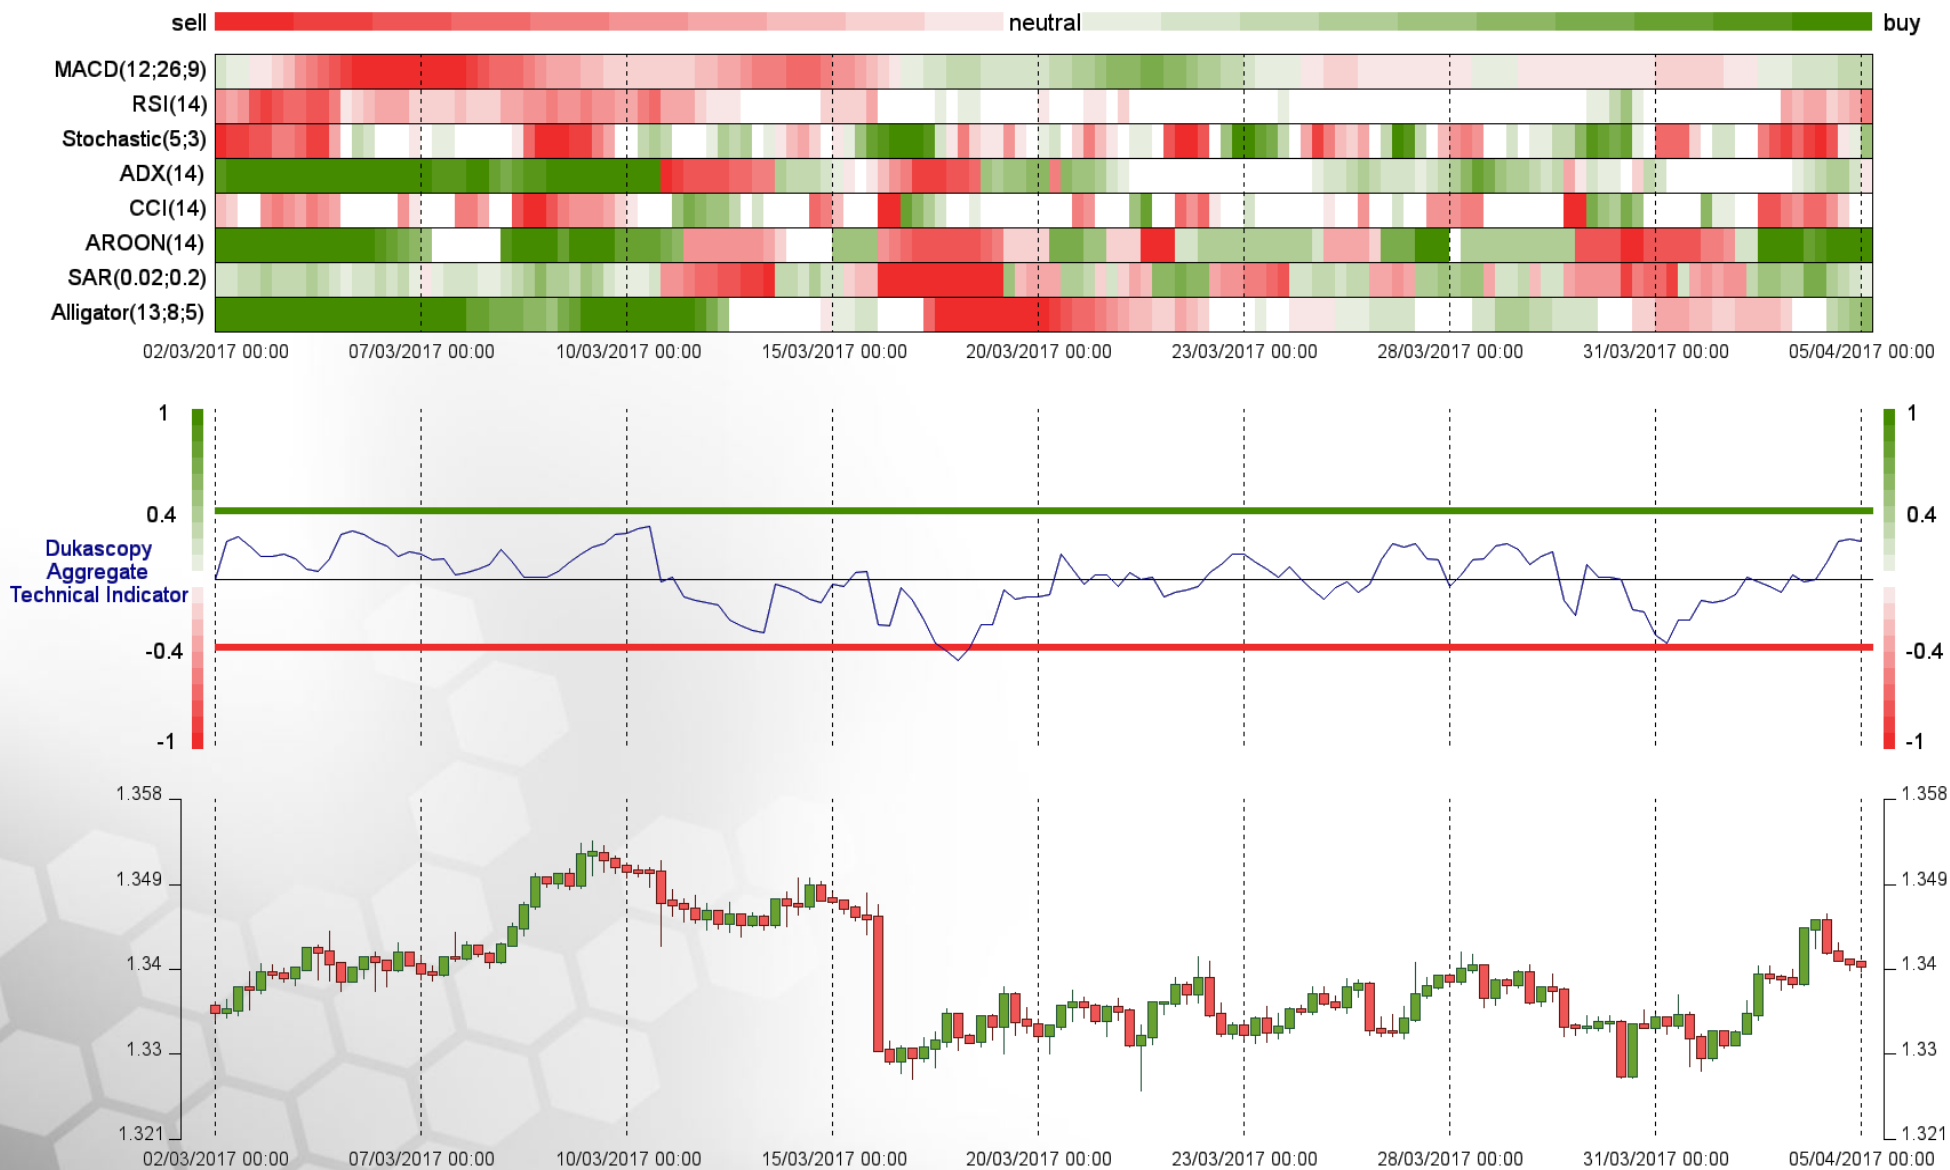 sell neutral buy
MACD(12;26;9)
RSI(14)
Stochastic(5;3)
ADX(14)
CCI(14)
AROON(14)
SAR(0.02;0.2)
Alligator(13;8;5)
02/03/2017 00:00 07/03/2017 00:00 10/03/2017 00:00 15/03/2017 00:00 20/03/2017 00:00 23/03/2017 00:00 28/03/2017 00:00 31/03/2017 00:00 05/04/2017 00:00
1 1
0.4 0.4
Dukascopy
Aggregate
Technical Indicator
-0.4 -0.4
-1 -1
1.358 1.358
1.349 1.349
1.34 1.34
1.33 1.33
1.321 1.321
02/03/2017 00:00 07/03/2017 00:00 10/03/2017 00:00 15/03/2017 00:00 20/03/2017 00:00 23/03/2017 00:00 28/03/2017 00:00 31/03/2017 00:00 05/04/2017 00:00